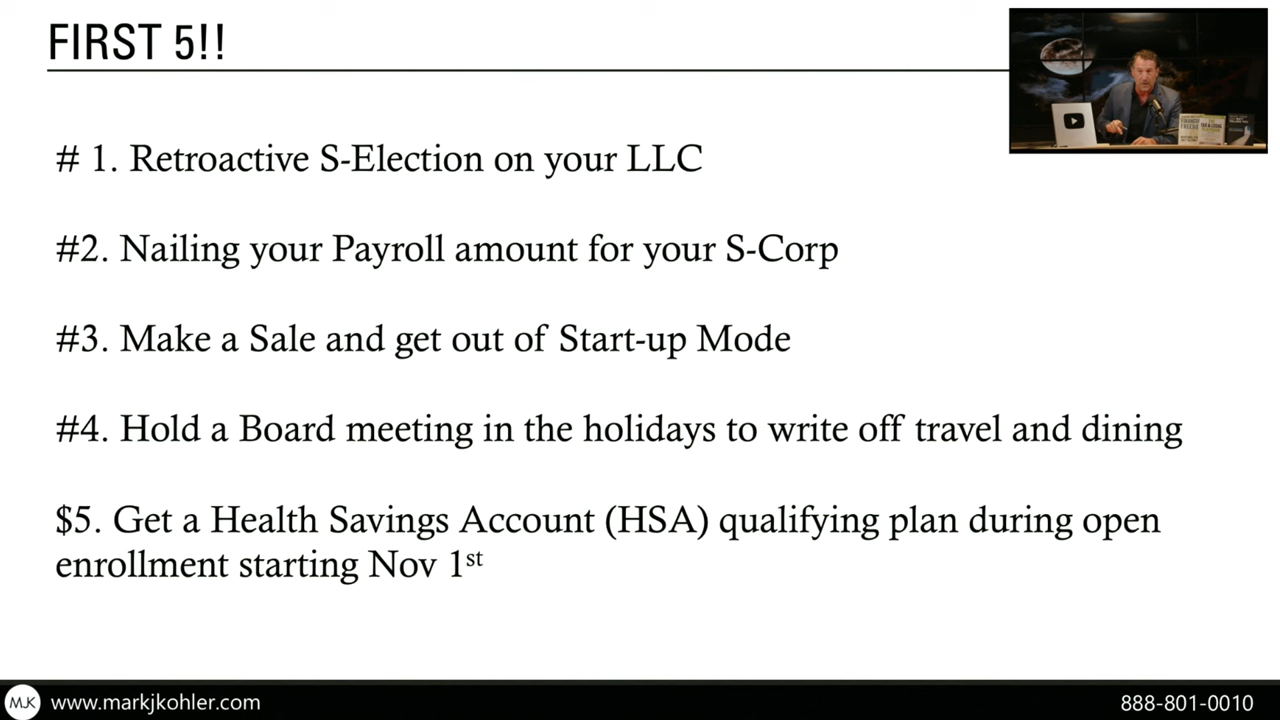 FIRST 5!!
# 1. Retroactive S-Election on your LLC
#2. Nailing your Payroll amount for your S-Corp
#3. Make a Sale and get out of Start-up Mode
#4. Hold a Board meeting in the holidays to write off travel and dining
$5. Get a Health Savings Account (HSA) qualifying plan during open
enrollment starting Nov 1st
MJK www.markjkohler.com
888-801-0010